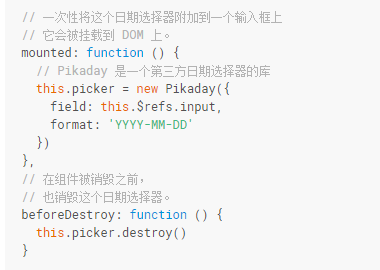 // 一次性将这个日期选择器附加到一个输入框上
// 它会被挂载到 DOM 上。
mounted: function () {
  // Pikaday 是一个第三方日期选择器的库
  this.picker = new Pikaday({
    field: this.$refs.input,
    format: 'YYYY-MM-DD'
  })
},
// 在组件被销毁之前，
// 也销毁这个日期选择器。
beforeDestroy: function () {
  this.picker.destroy()
}